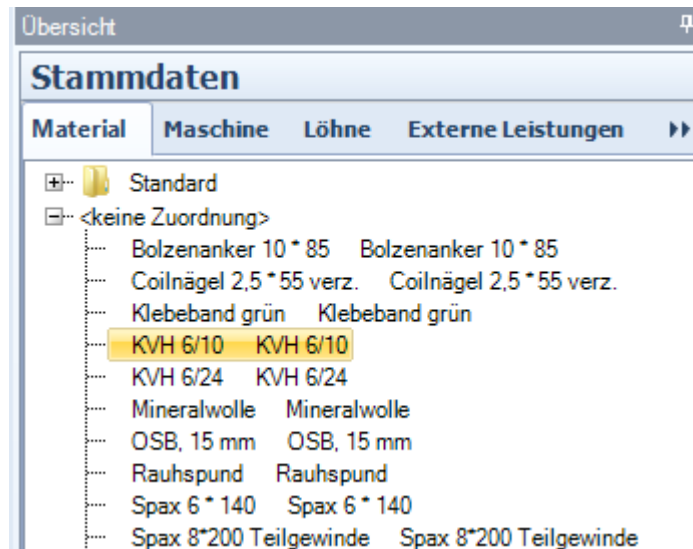 Übersicht
Stammdaten
Material Maschine Löhne Externe Leistungen
Standard
<keine Zuordnung>
Bolzenanker 10 * 85 Bolzenanker 10 * 85
Coilnägel 2,5 * 55 verz. Coilnägel 2,5 * 55 verz.
Klebeband grün Klebeband grün
KVH 6/10 KVH 6/10
KVH 6/24 KVH 6/24
Mineralwolle Mineralwolle
OSB, 15 mm OSB, 15 mm
Rauhspund Rauhspund
Spax 6 * 140 Spax 6 * 140
Spax 8*200 Teilgewinde Spax 8*200 Teilgewinde